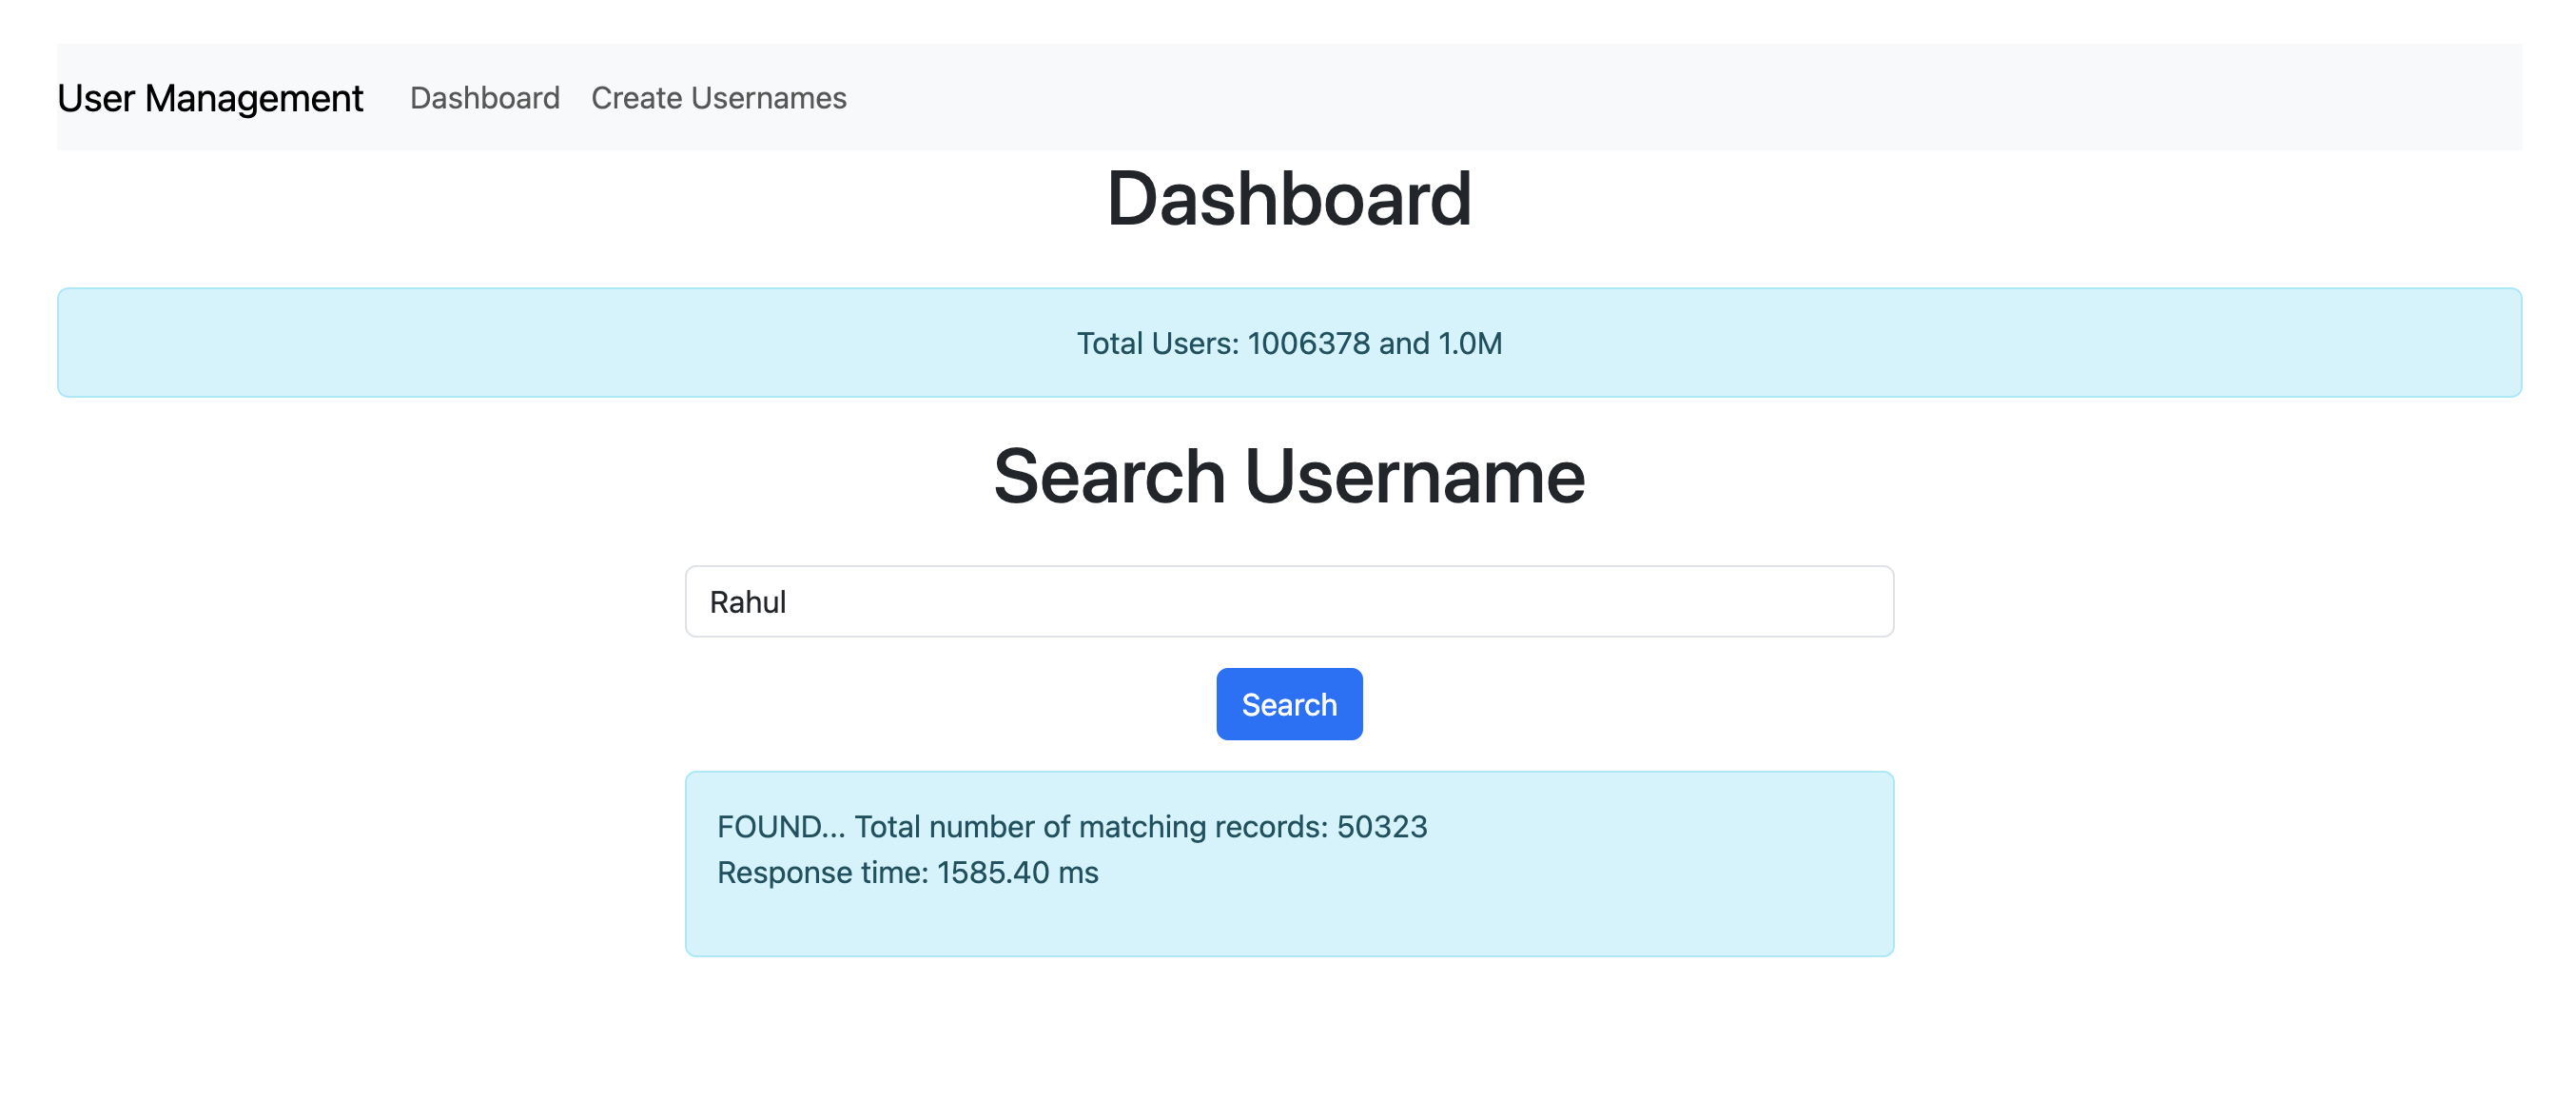 User Management Dashboard Create Usernames
Dashboard
Total Users: 1006378 and 1.0M
Search Username
Rahul
Search
FOUND... Total number of matching records: 50323
Response time: 1585.40 ms